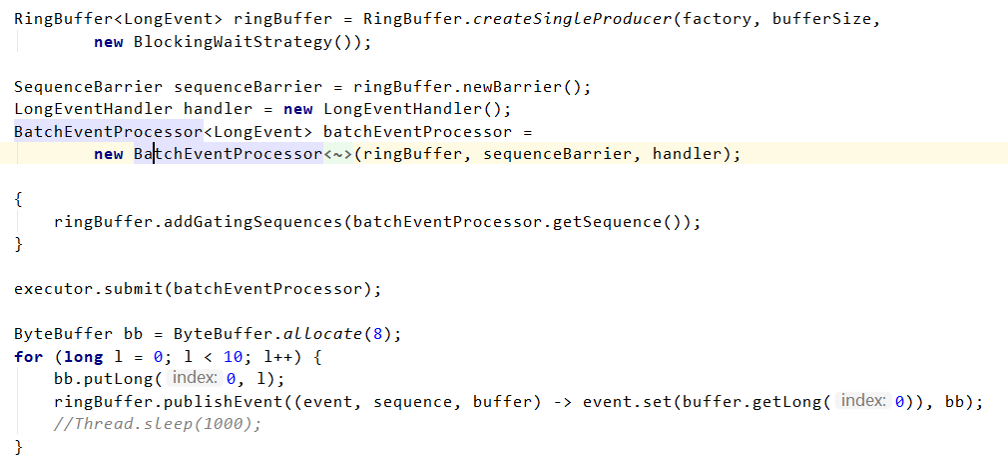 RingBuffer<LongEvent> ringBuffer = RingBuffer.createSingleProducer(factory, bufferSize,
        new BlockingWaitStrategy());

SequenceBarrier sequenceBarrier = ringBuffer.newBarrier();
LongEventHandler handler = new LongEventHandler();
BatchEventProcessor<LongEvent> batchEventProcessor =
        new BatchEventProcessor<~>(ringBuffer, sequenceBarrier, handler);

{
    ringBuffer.addGatingSequences(batchEventProcessor.getSequence());
}

executor.submit(batchEventProcessor);

ByteBuffer bb = ByteBuffer.allocate(8);
for (long l = 0; l < 10; l++) {
    bb.putLong( index: 0, l);
    ringBuffer.publishEvent((event, sequence, buffer) -> event.set(buffer.getLong( index: 0)), bb);
    //Thread.sleep(1000);
}